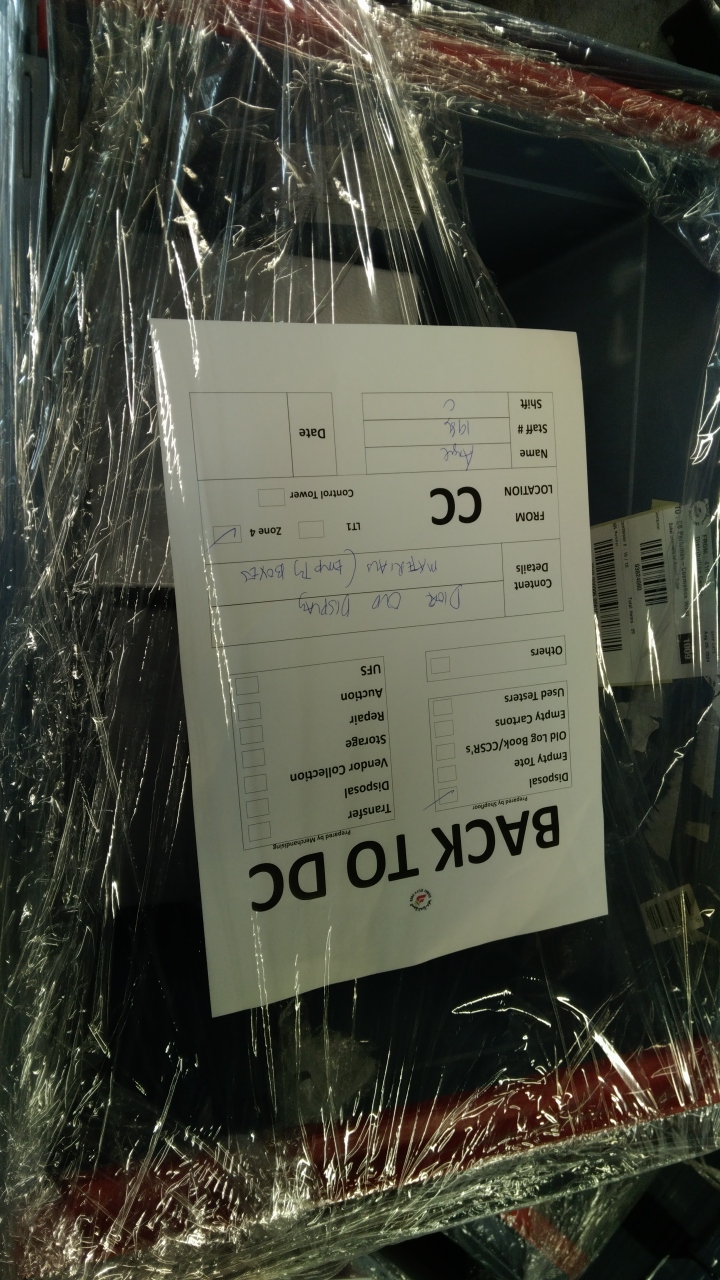 BACK TO DC
Prepared by Shopfloor
Disposal
Empty Tote
Old Log Book/CCSR's
Empty Cartons
Used Testers
Others
Prepared by Merchandising
Transfer
Disposal
Vendor Collection
Storage
Repair
Auction
UFS
Content Details
DIOR OLD DISPLAY
MATERIALS (EMPTY BOXES
FROM LOCATION
CC
LT1
Zone 4
Control Tower
Name
Staff #
Shift C
Date